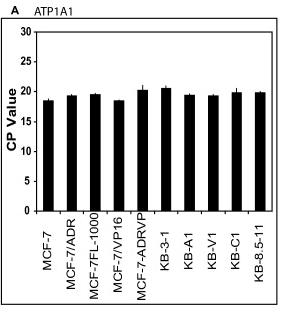 A ATP1A1
30
25
20
15
10
5
0
CP Value
MCF-7
MCF-7/ADR
MCF-7FL-1000
MCF-7/VP16
MCF-7-ADRVP
KB-3-1
KB-A1
KB-V1
KB-C1
KB-8.5-11